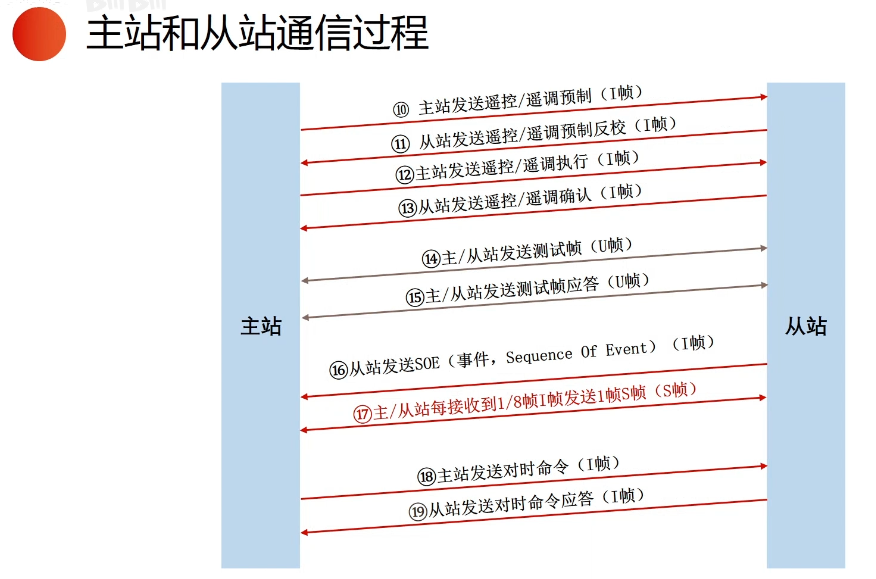 主站和从站通信过程
⑩ 主站发送遥控/遥调预制（I帧）
⑪ 从站发送遥控/遥调预制反校（I帧）
⑫主站发送遥控/遥调执行（I帧）
⑬从站发送遥控/遥调确认（I帧）
⑭主/从站发送测试帧（U帧）
⑮主/从站发送测试帧应答（U帧）
主站
从站
⑯从站发送SOE（事件，Sequence Of Event）（I帧）
⑰主/从站每接收到1/8帧I帧发送1帧S帧（S帧）
⑱主站发送对时命令（I帧）
⑲从站发送对时命令应答（I帧）